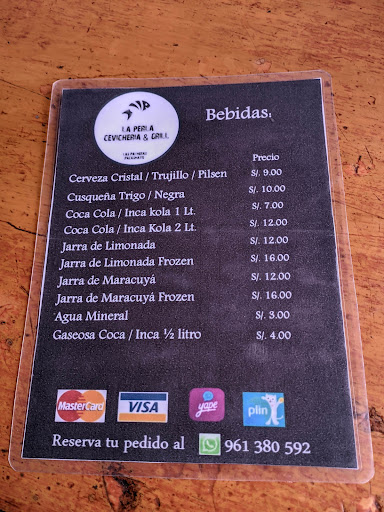 LA PERLA
CEVICHERIA & GRILL
Bebidas:
Precio
Cerveza Cristal / Trujillo / Pilsen S/. 9.00
Cusqueña Trigo / Negra S/. 10.00
Coca Cola / Inca kola 1 Lt. S/. 7.00
Coca Cola / Inca Kola 2 Lt. S/. 12.00
Jarra de Limonada S/. 12.00
Jarra de Limonada Frozen S/. 16.00
Jarra de Maracuyá S/. 12.00
Jarra de Maracuyá Frozen S/. 16.00
Agua Mineral S/. 3.00
Gaseosa Coca / Inca ½ litro S/. 4.00
MasterCard VISA yape plin
Reserva tu pedido al 961 380 592